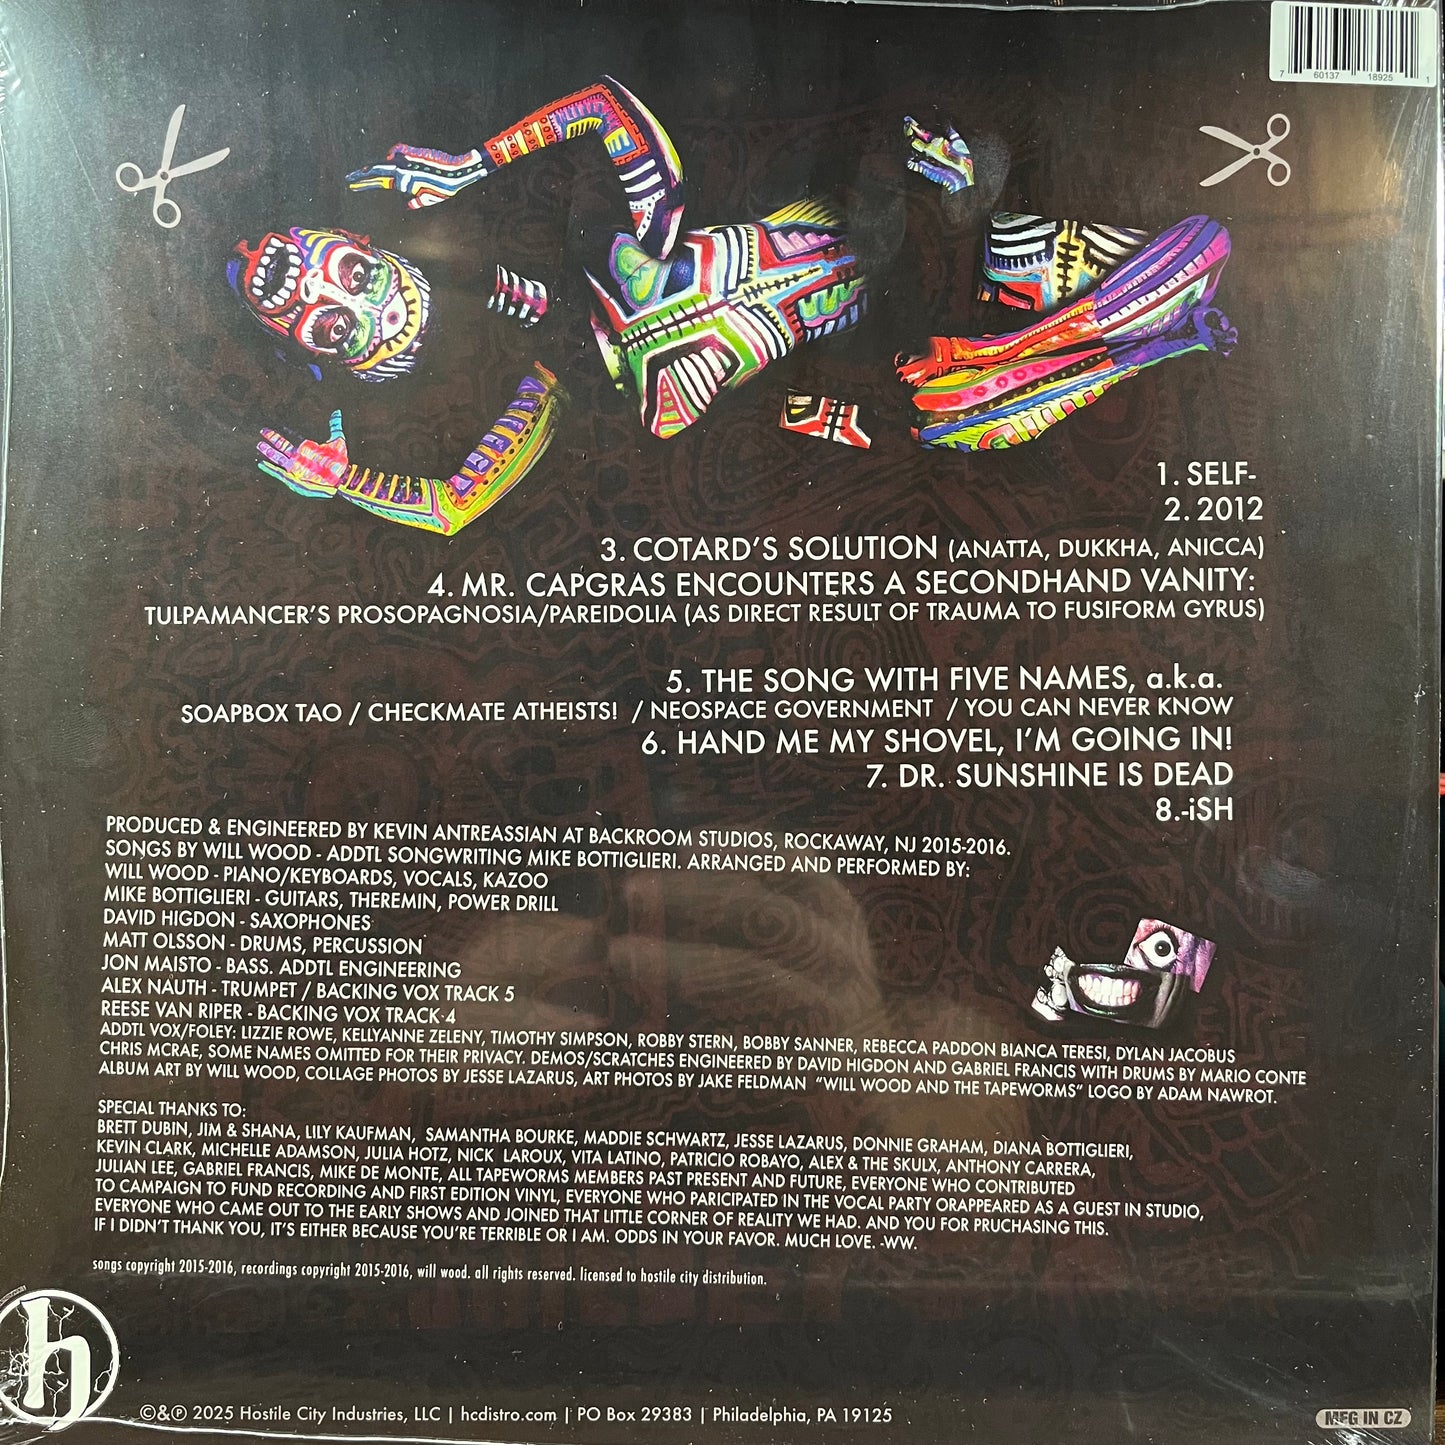 7 60137 18925 1
1. SELF-
2. 2012
3. COTARD'S SOLUTION (ANATTA, DUKKHA, ANICCA)
4. MR. CAPGRAS ENCOUNTERS A SECONDHAND VANITY:
TULPAMANCER'S PROSOPAGNOSIA/PAREIDOLIA (AS DIRECT RESULT OF TRAUMA TO FUSIFORM GYRUS)
5. THE SONG WITH FIVE NAMES, a.k.a.
SOAPBOX TAO / CHECKMATE ATHEISTS! / NEOSPACE GOVERNMENT / YOU CAN NEVER KNOW
6. HAND ME MY SHOVEL, I'M GOING IN!
7. DR. SUNSHINE IS DEAD
8.-iSH
PRODUCED & ENGINEERED BY KEVIN ANTREASSIAN AT BACKROOM STUDIOS, ROCKAWAY, NJ 2015-2016.
SONGS BY WILL WOOD - ADDTL SONGWRITING MIKE BOTTIGLIERI. ARRANGED AND PERFORMED BY:
WILL WOOD - PIANO/KEYBOARDS, VOCALS, KAZOO
MIKE BOTTIGLIERI - GUITARS, THEREMIN, POWER DRILL
DAVID HIGDON - SAXOPHONES
MATT OLSSON - DRUMS, PERCUSSION
JON MAISTO - BASS. ADDTL ENGINEERING
ALEX NAUTH - TRUMPET / BACKING VOX TRACK 5
REESE VAN RIPER - BACKING VOX TRACK 4
ADDTL VOX/FOLEY: LIZZIE ROWE, KELLYANNE ZELENY, TIMOTHY SIMPSON, ROBBY STERN, BOBBY SANNER, REBECCA PADDON BIANCA TERESI, DYLAN JACOBUS
CHRIS MCRAE, SOME NAMES OMITTED FOR THEIR PRIVACY. DEMOS/SCRATCHES ENGINEERED BY DAVID HIGDON AND GABRIEL FRANCIS WITH DRUMS BY MARIO CONTE
ALBUM ART BY WILL WOOD, COLLAGE PHOTOS BY JESSE LAZARUS, ART PHOTOS BY JAKE FELDMAN "WILL WOOD AND THE TAPEWORMS" LOGO BY ADAM NAWROT.
SPECIAL THANKS TO:
BRETT DUBIN, JIM & SHANA, LILY KAUFMAN, SAMANTHA BOURKE, MADDIE SCHWARTZ, JESSE LAZARUS, DONNIE GRAHAM, DIANA BOTTIGLIERI,
KEVIN CLARK, MICHELLE ADAMSON, JULIA HOTZ, NICK LAROUX, VITA LATINO, PATRICIO ROBAYO, ALEX & THE SKULX, ANTHONY CARRERA,
JULIAN LEE, GABRIEL FRANCIS, MIKE DE MONTE, ALL TAPEWORMS MEMBERS PAST PRESENT AND FUTURE, EVERYONE WHO CONTRIBUTED
TO CAMPAIGN TO FUND RECORDING AND FIRST EDITION VINYL, EVERYONE WHO PARICIPATED IN THE VOCAL PARTY ORAPPEARED AS A GUEST IN STUDIO,
EVERYONE WHO CAME OUT TO THE EARLY SHOWS AND JOINED THAT LITTLE CORNER OF REALITY WE HAD. AND YOU FOR PRUCHASING THIS.
IF I DIDN'T THANK YOU, IT'S EITHER BECAUSE YOU'RE TERRIBLE OR I AM. ODDS IN YOUR FAVOR. MUCH LOVE. -WW.
songs copyright 2015-2016, recordings copyright 2015-2016, will wood. all rights reserved. licensed to hostile city distribution.
h
©&℗ 2025 Hostile City Industries, LLC | hcdistro.com | PO Box 29383 | Philadelphia, PA 19125
MFG IN CZ